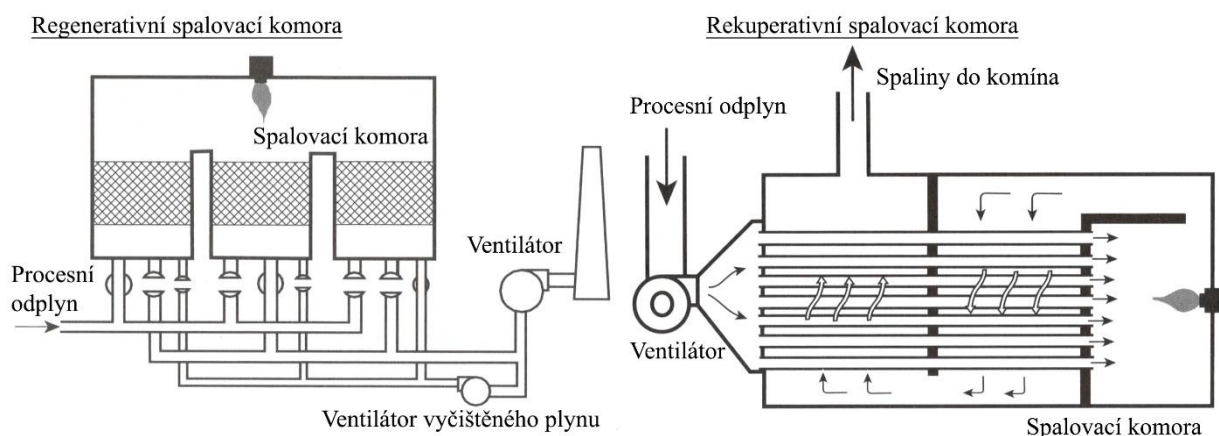 Regenerativní spalovací komora
Spalovací komora
Ventilátor
Procesní
odplyn
Ventilátor vyčištěného plynu
Rekuperativní spalovací komora
Spaliny do komína
Procesní odplyn
Ventilátor
Spalovací komora